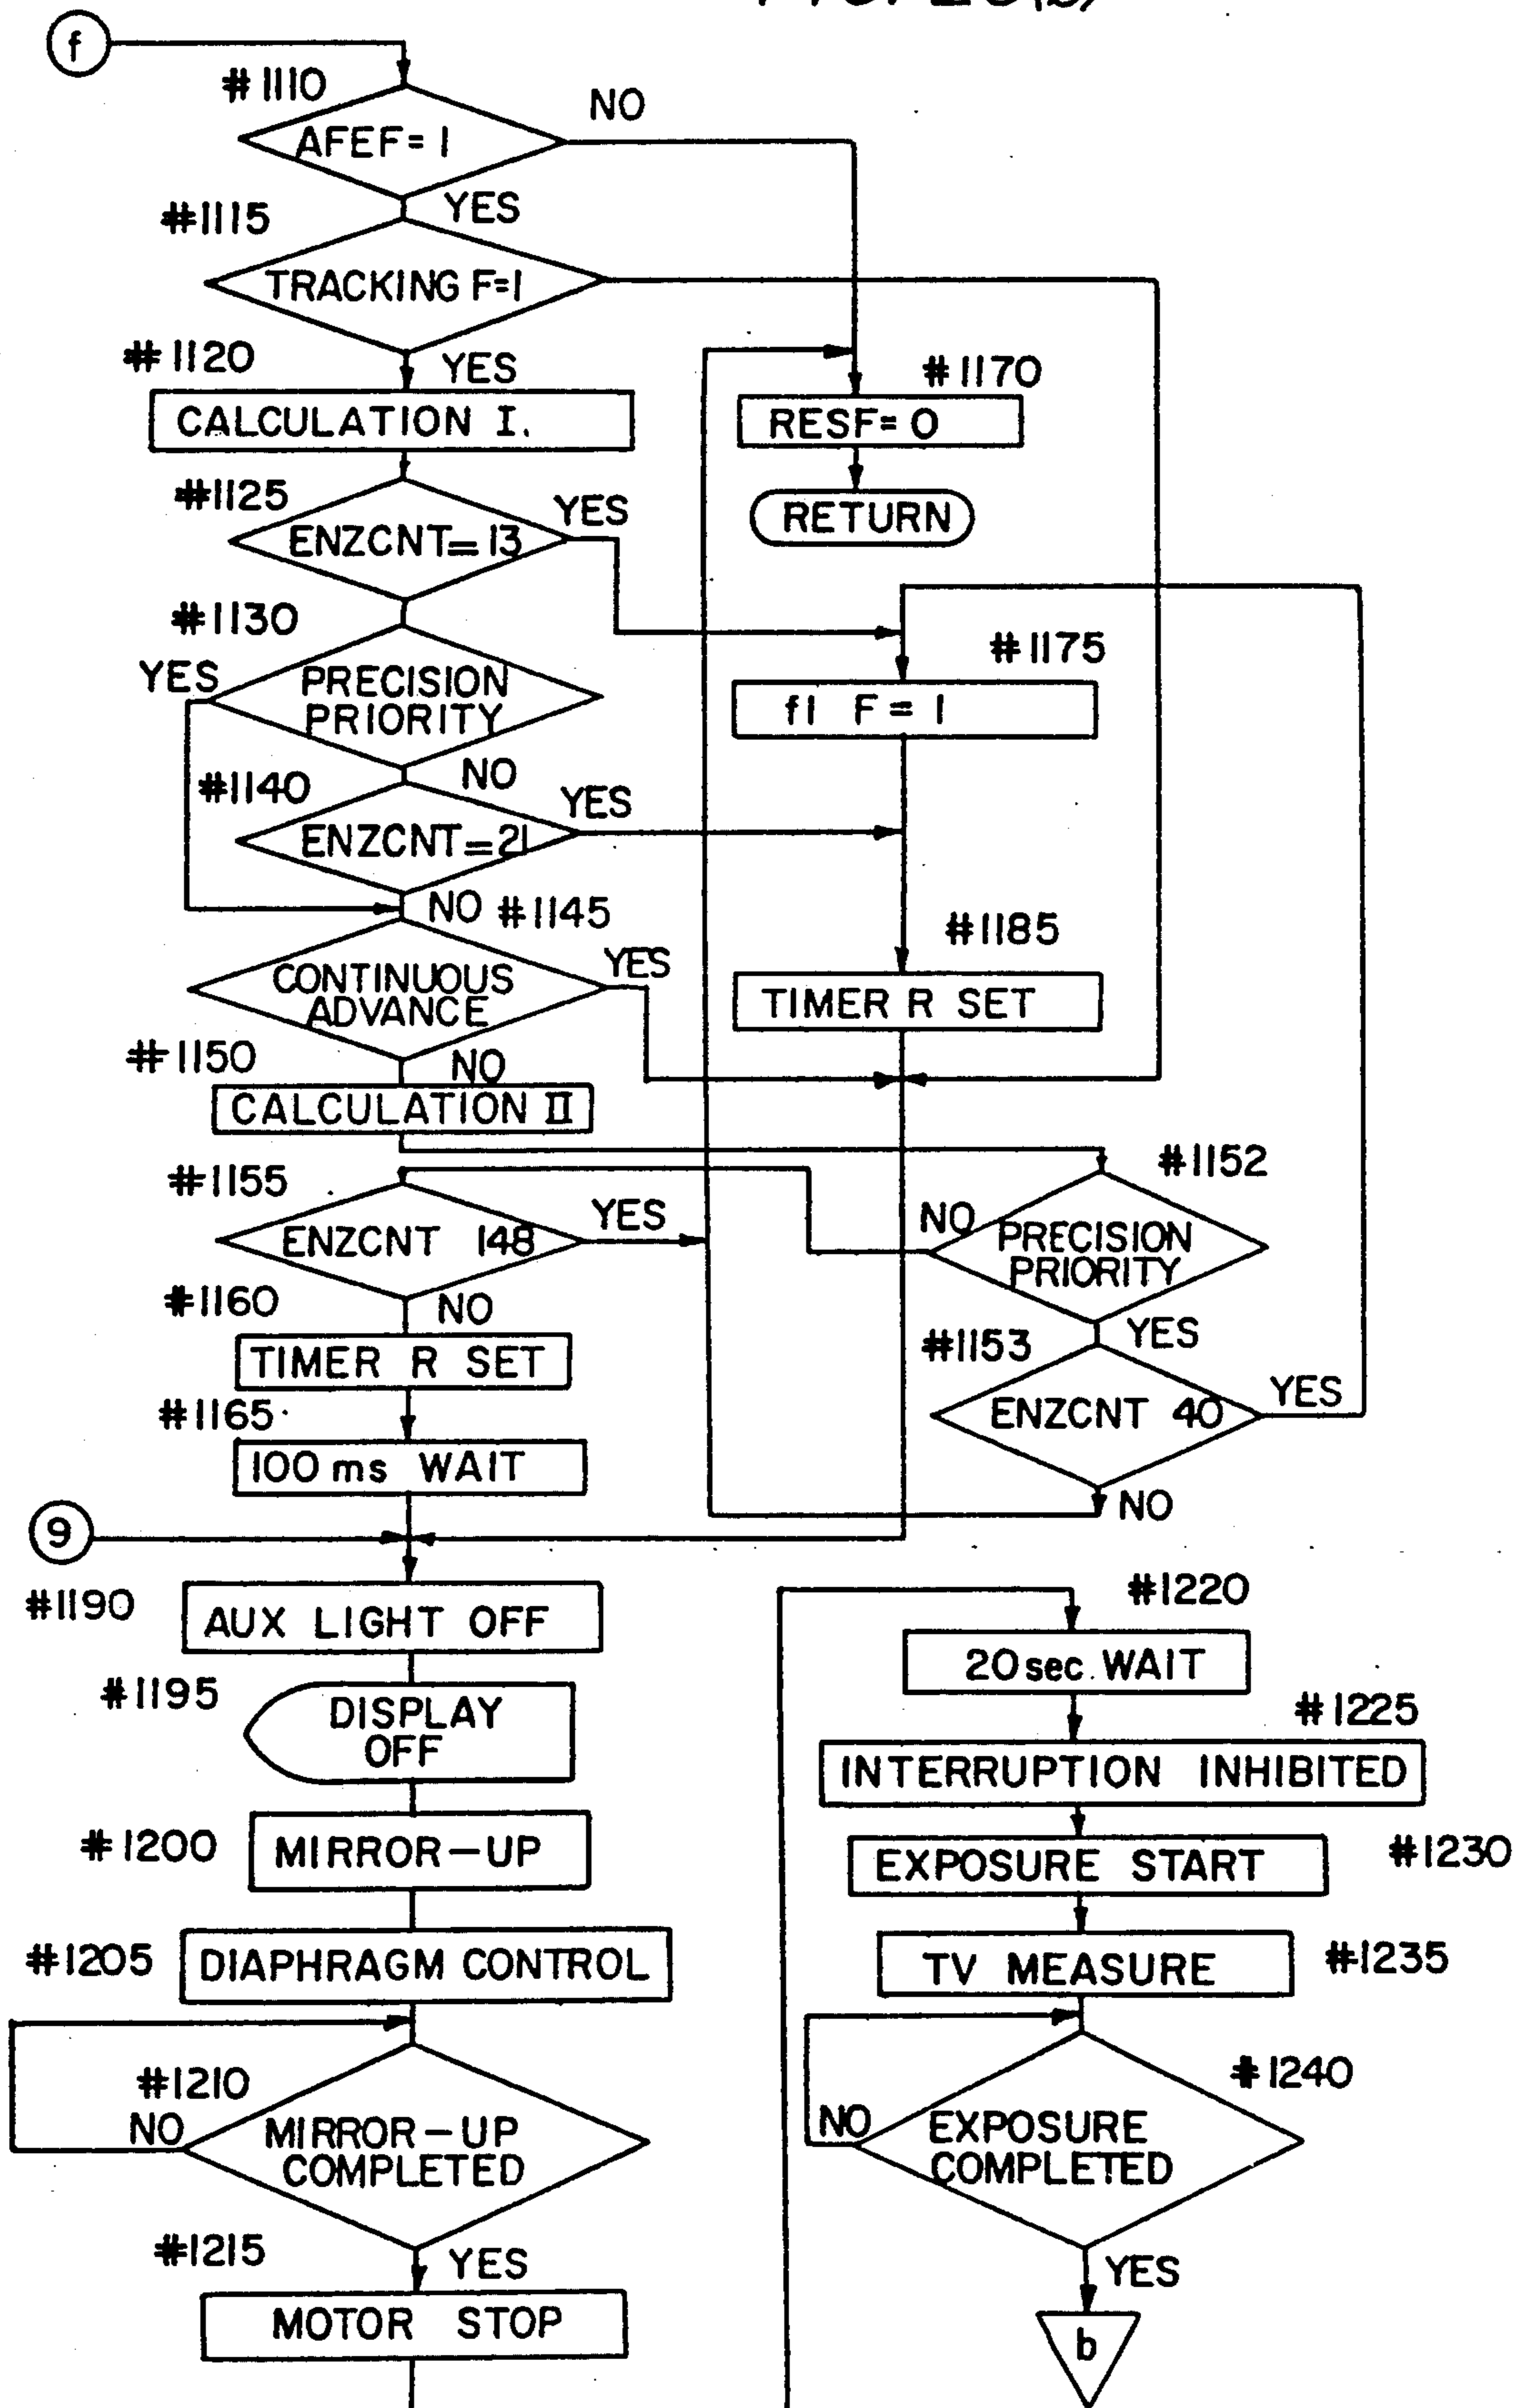 f
#1110
NO
AFEF=1
YES
#1115
TRACKING F=1
#1120
YES
#1170
CALCULATION I.
RESF=0
#1125
YES
RETURN
ENZCNT=13
#1130
#1175
YES
PRECISION
PRIORITY
f1 F=1
NO
#1140
YES
ENZCNT=21
NO
#1145
#1185
YES
CONTINUOUS
ADVANCE
TIMER R SET
#1150
NO
CALCULATION II
#1152
#1155
YES
NO
ENZCNT 148
PRECISION
PRIORITY
#1160
NO
YES
#1153
TIMER R SET
YES
#1165
ENZCNT 40
100ms WAIT
NO
9
#1190
#1220
AUX LIGHT OFF
20sec. WAIT
#1195
DISPLAY
OFF
#1225
INTERRUPTION INHIBITED
#1200
MIRROR-UP
EXPOSURE START
#1230
#1205
DIAPHRAGM CONTROL
TV MEASURE
#1235
#1210
#1240
NO
MIRROR-UP
COMPLETED
NO
EXPOSURE
COMPLETED
#1215
YES
YES
MOTOR STOP
b